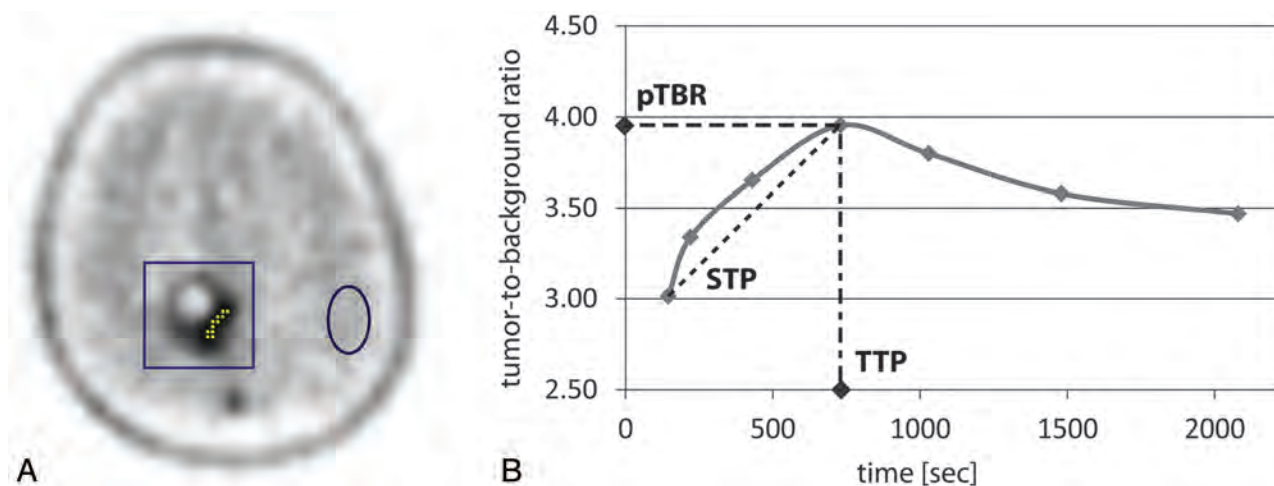 A
B
tumor-to-background ratio
4.50
4.00
3.50
3.00
2.50
pTBR
STP
TTP
0
500
1000
1500
2000
time [sec]